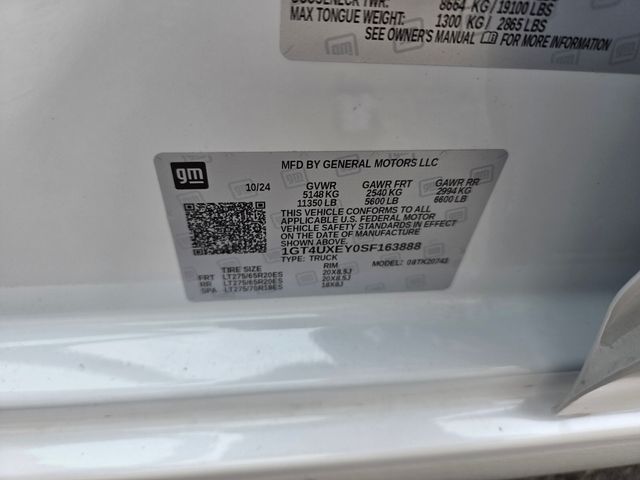 8664 KG / 19100 LBS
MAX TONGUE WEIGHT: 1300 KG / 2865 LBS
SEE OWNER'S MANUAL FOR MORE INFORMATION
gm
MFD BY GENERAL MOTORS LLC
10/24 GVWR GAWR FRT GAWR RR
5148 KG 2540 KG 2994 KG
11350 LB 5600 LB 6600 LB
THIS VEHICLE CONFORMS TO ALL
APPLICABLE U.S. FEDERAL MOTOR
VEHICLE SAFETY STANDARDS IN EFFECT
ON THE DATE OF MANUFACTURE
SHOWN ABOVE.
1GT4UXEY0SF163888
TYPE: TRUCK MODEL: 08TK20743
TIRE SIZE RIM
FRT LT275/65R20ES 20X8.5J
RR LT275/65R20ES 20X8.5J
SPA LT275/70R18ES 18X8J